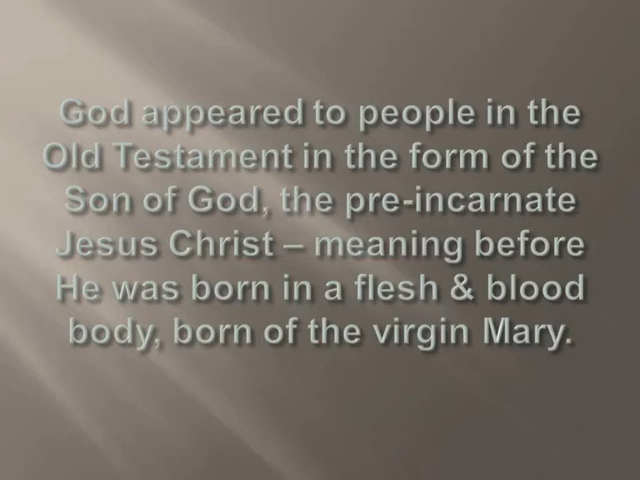 God appeared to people in the
Old Testament in the form of the
Son of God, the pre-incarnate
Jesus Christ – meaning before
He was born in a flesh & blood
body, born of the virgin Mary.